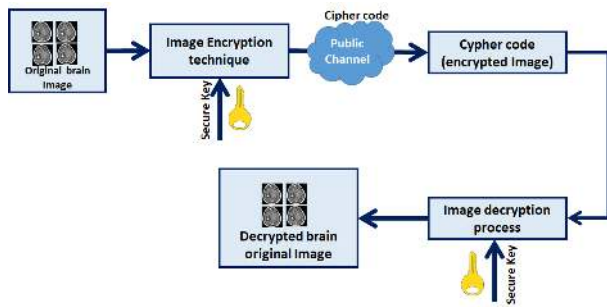 Cipher code
Original brain
Image
Image Encryption
technique
Public
Channel
Cypher code
(encrypted Image)
Secure Key
Decrypted brain
original Image
Image decryption
process
Secure Key